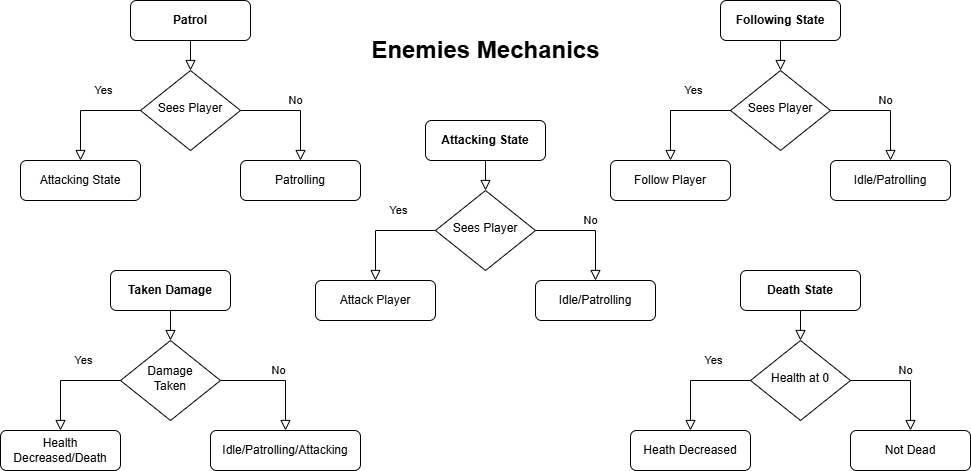 Patrol
Following State
Enemies Mechanics
Yes
Sees Player
No
Yes
Sees Player
No
Attacking State
Attacking State
Patrolling
Follow Player
Idle/Patrolling
Yes
Sees Player
No
Taken Damage
Attack Player
Idle/Patrolling
Death State
Yes
Damage
Taken
No
Yes
Health at 0
No
Health
Decreased/Death
Idle/Patrolling/Attacking
Heath Decreased
Not Dead